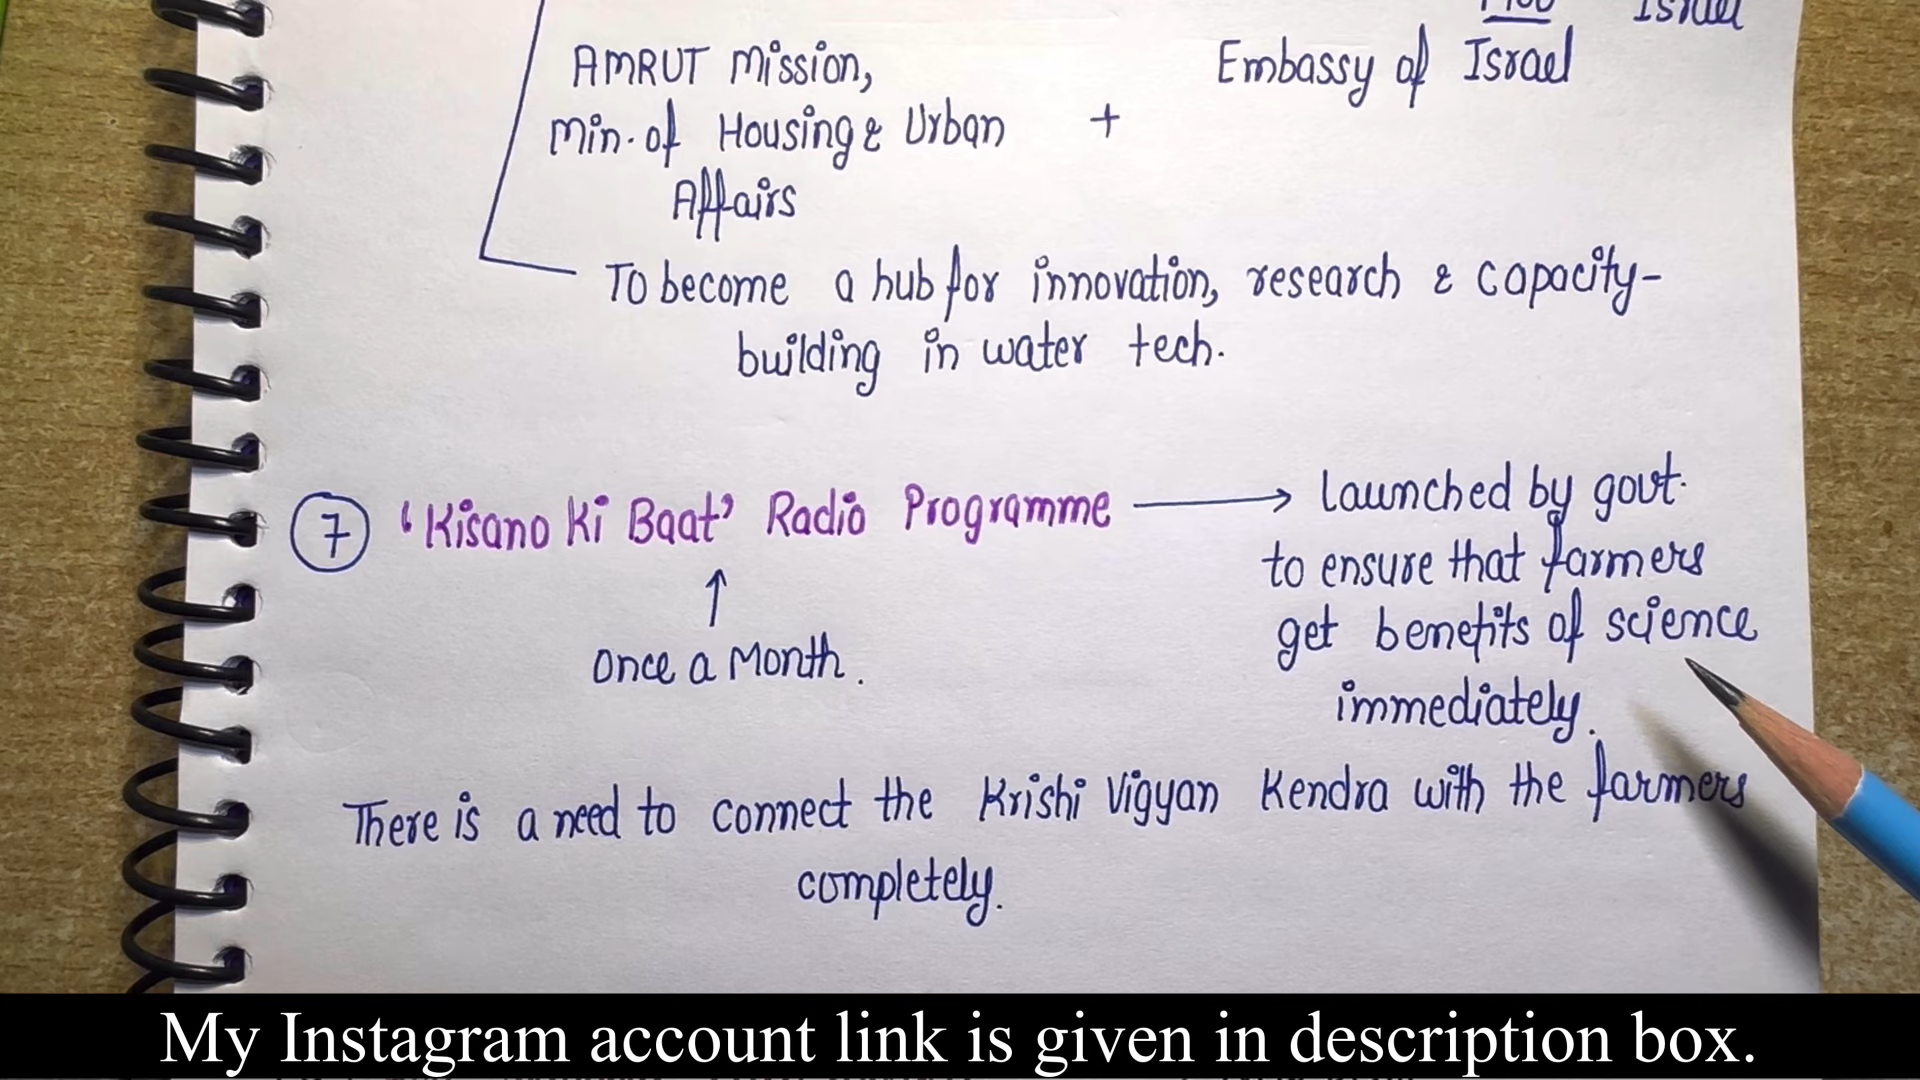 Israel
AMRUT Mission,
Embassy of Israel
Min. of Housing & Urban
+
Affairs
To become a hub for innovation, research & capacity-
building in water tech.
7 'Kisano Ki Baat' Radio Programme → Launched by govt.
to ensure that farmers
get benefits of science
immediately.
↑
Once a Month.
There is a need to connect the Krishi Vigyan Kendra with the farmers
completely.
My Instagram account link is given in description box.